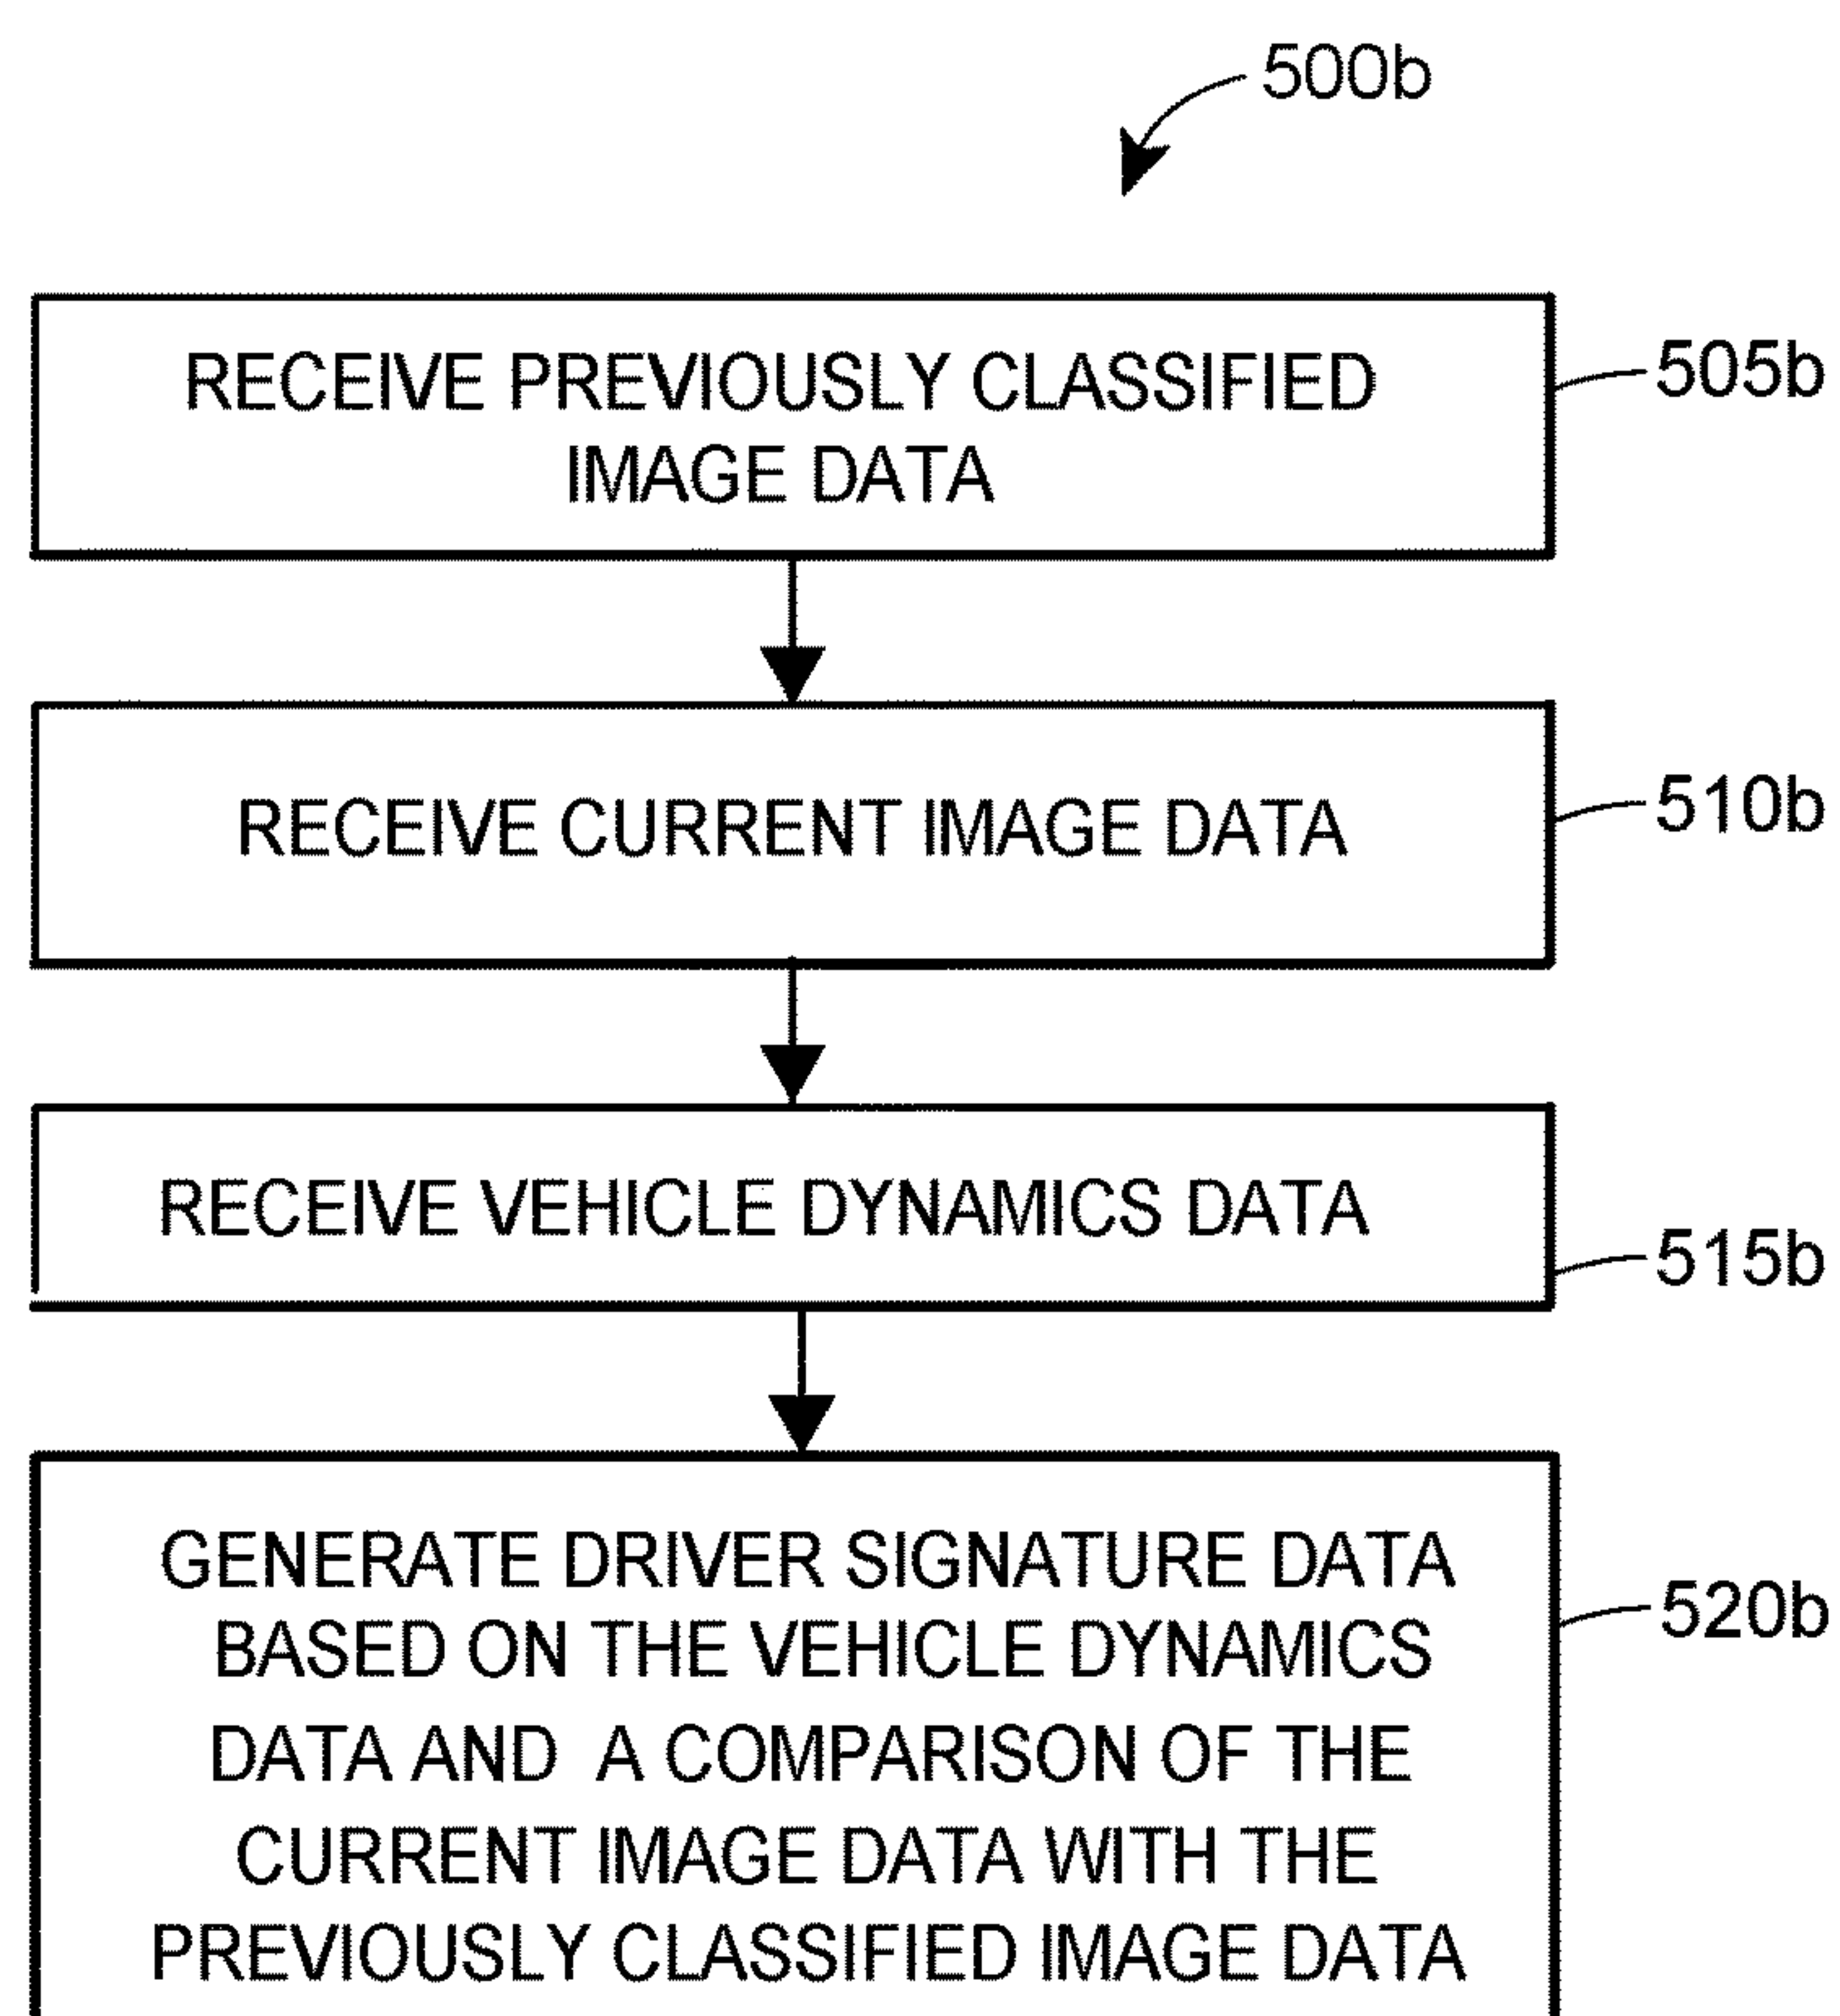 500b
RECEIVE PREVIOUSLY CLASSIFIED
IMAGE DATA
505b
RECEIVE CURRENT IMAGE DATA
510b
RECEIVE VEHICLE DYNAMICS DATA
515b
GENERATE DRIVER SIGNATURE DATA
BASED ON THE VEHICLE DYNAMICS
DATA AND A COMPARISON OF THE
CURRENT IMAGE DATA WITH THE
PREVIOUSLY CLASSIFIED IMAGE DATA
520b